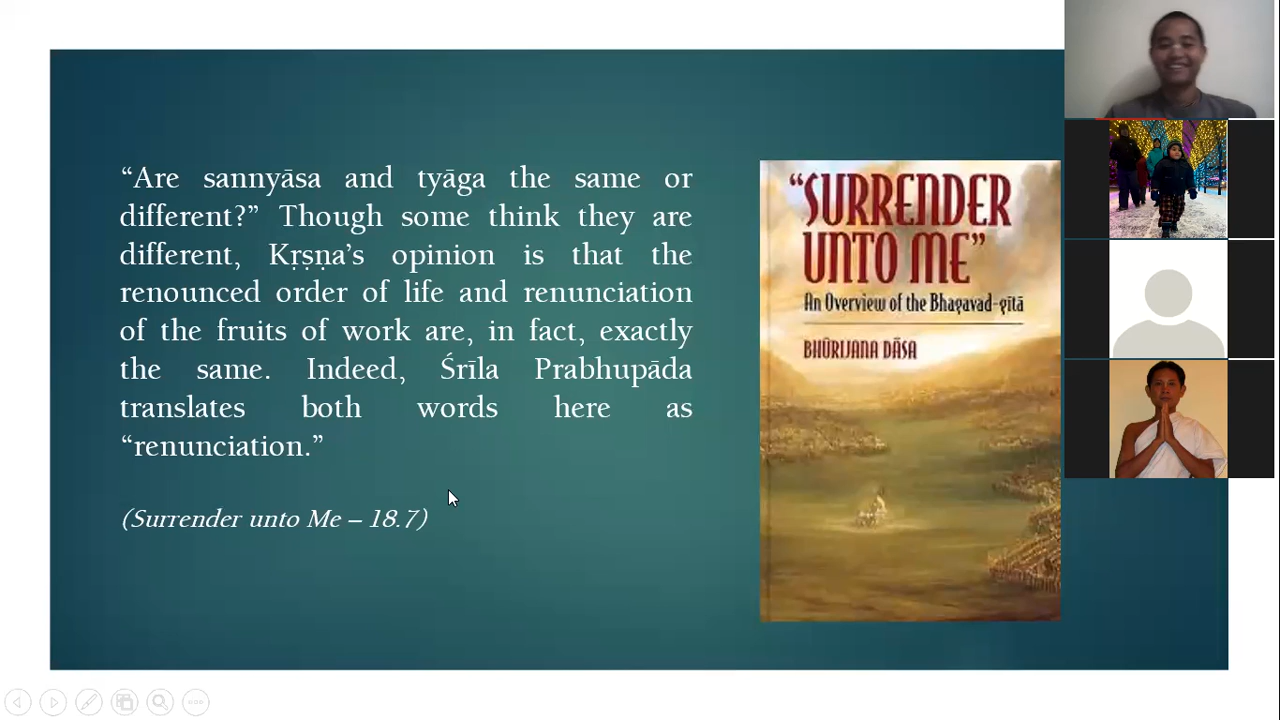 “Are sannyāsa and tyāga the same or
different?” Though some think they are
different, Kṛṣṇa’s opinion is that the
renounced order of life and renunciation
of the fruits of work are, in fact, exactly
the same. Indeed, Śrīla Prabhupāda
translates both words here as
“renunciation.”
(Surrender unto Me – 18.7)
“SURRENDER
UNTO ME”
An Overview of the Bhagavad-gītā
BHŪRIJANA DĀSA